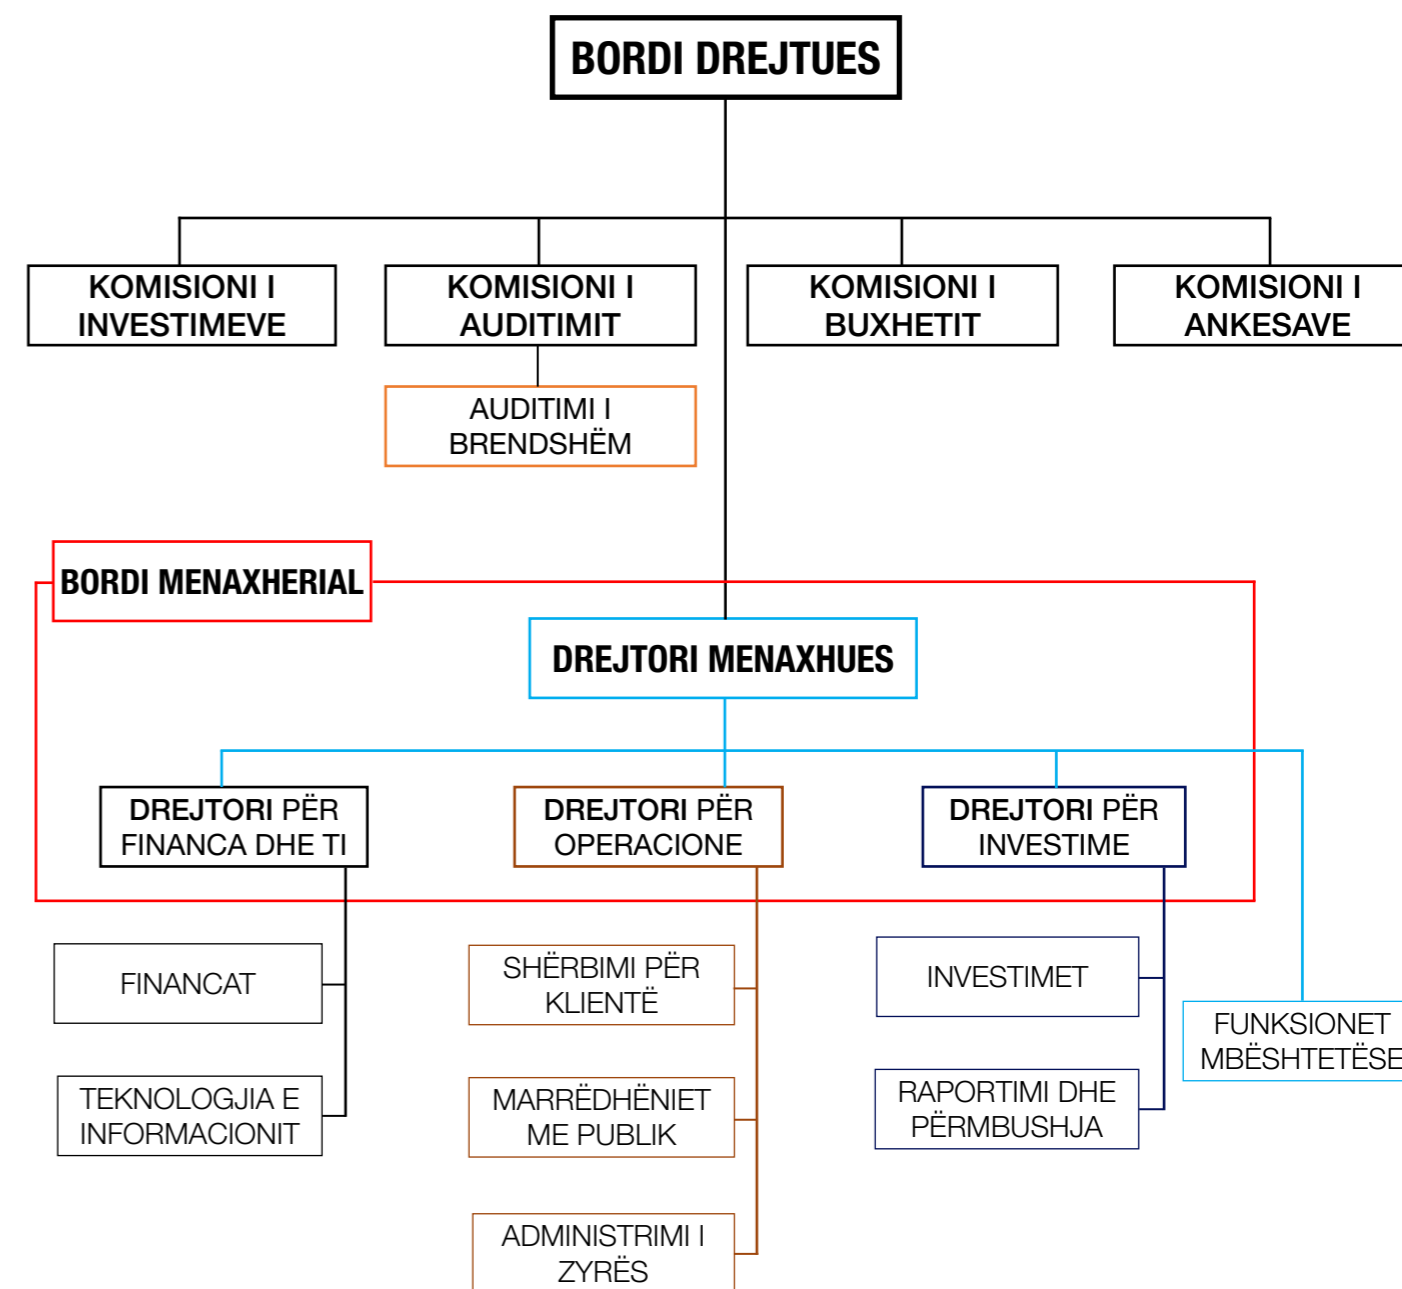 BORDI DREJTUES
KOMISIONI I
INVESTIMEVE
KOMISIONI I
AUDITIMIT
KOMISIONI I
BUXHETIT
KOMISIONI I
ANKESAVE
AUDITIMI I
BRENDSHËM
BORDI MENAXHERIAL
DREJTORI MENAXHUES
DREJTORI PËR
FINANCA DHE TI
DREJTORI PËR
OPERACIONE
DREJTORI PËR
INVESTIME
FINANCAT
TEKNOLOGJIA E
INFORMACIONIT
SHËRBIMI PËR
KLIENTË
MARRËDHËNIET
ME PUBLIK
ADMINISTRIMI I
ZYRËS
INVESTIMET
RAPORTIMI DHE
PËRMBUSHJA
FUNKSIONET
MBËSHTETËSE